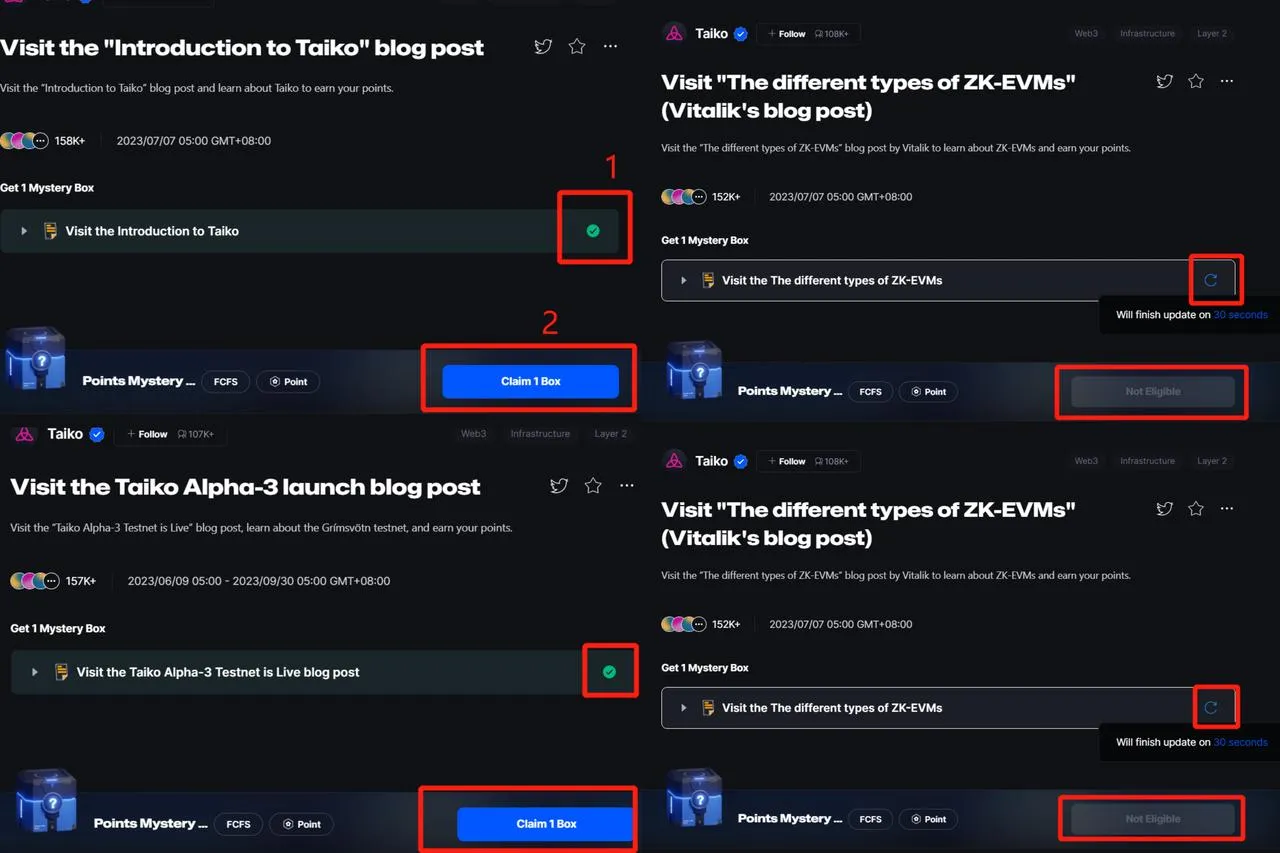 Visit the "Introduction to Taiko" blog post
Visit the "Introduction to Taiko" blog post and learn about Taiko to earn your points.
158K+ 2023/07/07 05:00 GMT+08:00
1
Get 1 Mystery Box
Visit the Introduction to Taiko
2
Points Mystery ... FCFS Point
Claim 1 Box
Taiko + Follow 108K+ Web3 Infrastructure Layer 2
Visit "The different types of ZK-EVMs"
(Vitalik's blog post)
Visit the "The different types of ZK-EVMs" blog post by Vitalik to learn about ZK-EVMs and earn your points.
152K+ 2023/07/07 05:00 GMT+08:00
Get 1 Mystery Box
Visit the The different types of ZK-EVMs
Will finish update on 30 seconds
Points Mystery ... FCFS Point
Not Eligible
Taiko + Follow 107K+ Web3 Infrastructure Layer 2
Visit the Taiko Alpha-3 launch blog post
Visit the "Taiko Alpha-3 Testnet is Live" blog post, learn about the Grímsvötn testnet, and earn your points.
157K+ 2023/06/09 05:00 - 2023/09/30 05:00 GMT+08:00
Get 1 Mystery Box
Visit the Taiko Alpha-3 Testnet is Live blog post
Points Mystery ... FCFS Point
Claim 1 Box
Taiko + Follow 108K+ Web3 Infrastructure Layer 2
Visit "The different types of ZK-EVMs"
(Vitalik's blog post)
Visit the "The different types of ZK-EVMs" blog post by Vitalik to learn about ZK-EVMs and earn your points.
152K+ 2023/07/07 05:00 GMT+08:00
Get 1 Mystery Box
Visit the The different types of ZK-EVMs
Will finish update on 30 seconds
Points Mystery ... FCFS Point
Not Eligible